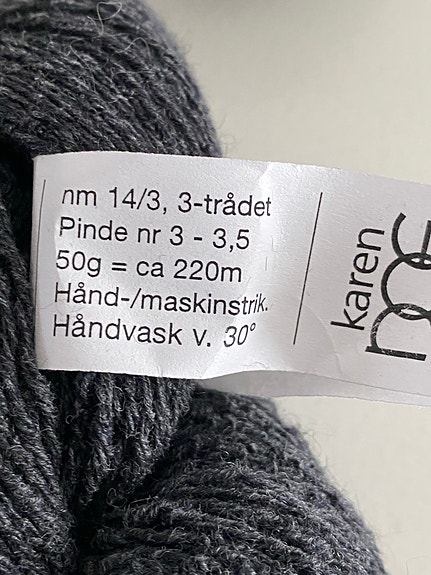 nm 14/3, 3-trådet
Pinde nr 3 - 3,5
50g = ca 220m
Hånd-/maskinstrik.
Håndvask v. 30°
karen